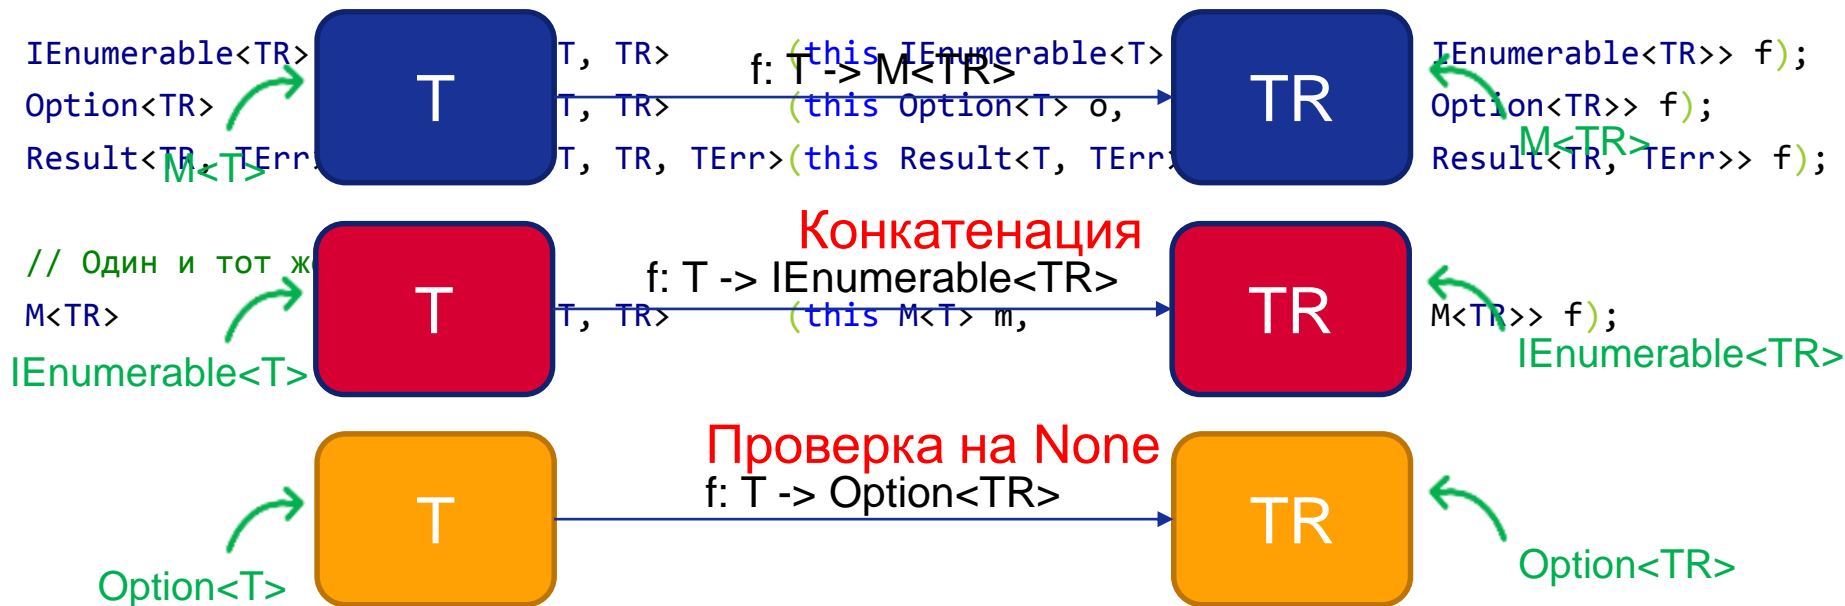 IEnumerable<TR> T, TR> (this IEnumerable<T> IEnumerable<TR>> f);
T
f: T -> M<TR>
TR
Option<TR> T, TR> (this Option<T> o, Option<TR>> f);
Result<TR, TErr T, TR, TErr>(this Result<T, TErr Result<TR, TErr>> f);
M<T>
M<TR>
Конкатенация
// Один и тот ж
f: T -> IEnumerable<TR>
T
TR
M<TR> T, TR> (this M<T> m, M<TR>> f);
IEnumerable<T>
IEnumerable<TR>
Проверка на None
f: T -> Option<TR>
T
TR
Option<T>
Option<TR>